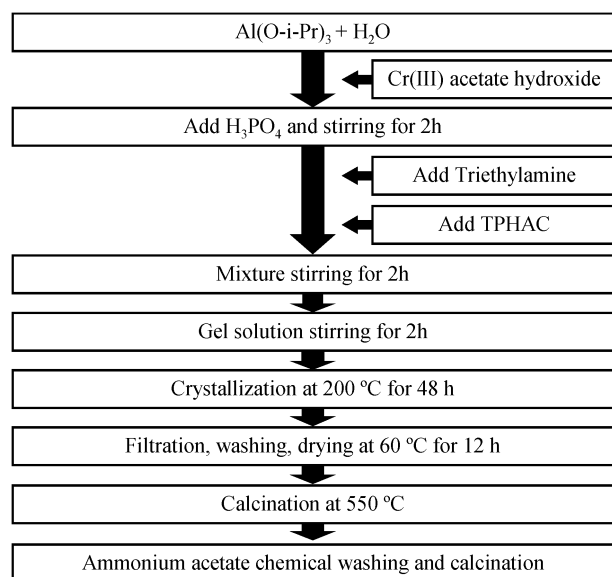 Al(O-i-Pr)₃ + H₂O
Cr(III) acetate hydroxide
Add H₃PO₄ and stirring for 2h
Add Triethylamine
Add TPHAC
Mixture stirring for 2h
Gel solution stirring for 2h
Crystallization at 200 ºC for 48 h
Filtration, washing, drying at 60 ºC for 12 h
Calcination at 550 ºC
Ammonium acetate chemical washing and calcination